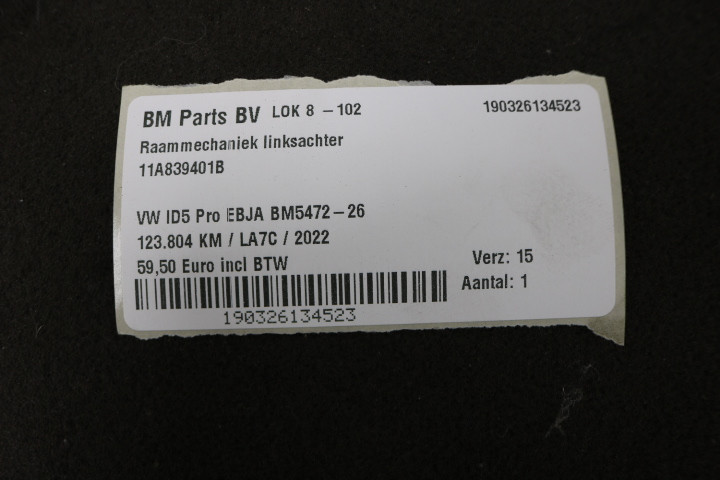 BM Parts BV LOK 8 -102 190326134523
Raammechaniek linksachter
11A839401B
VW ID5 Pro EBJA BM5472-26
123.804 KM / LA7C / 2022
59,50 Euro incl BTW Verz: 15
Aantal: 1
190326134523